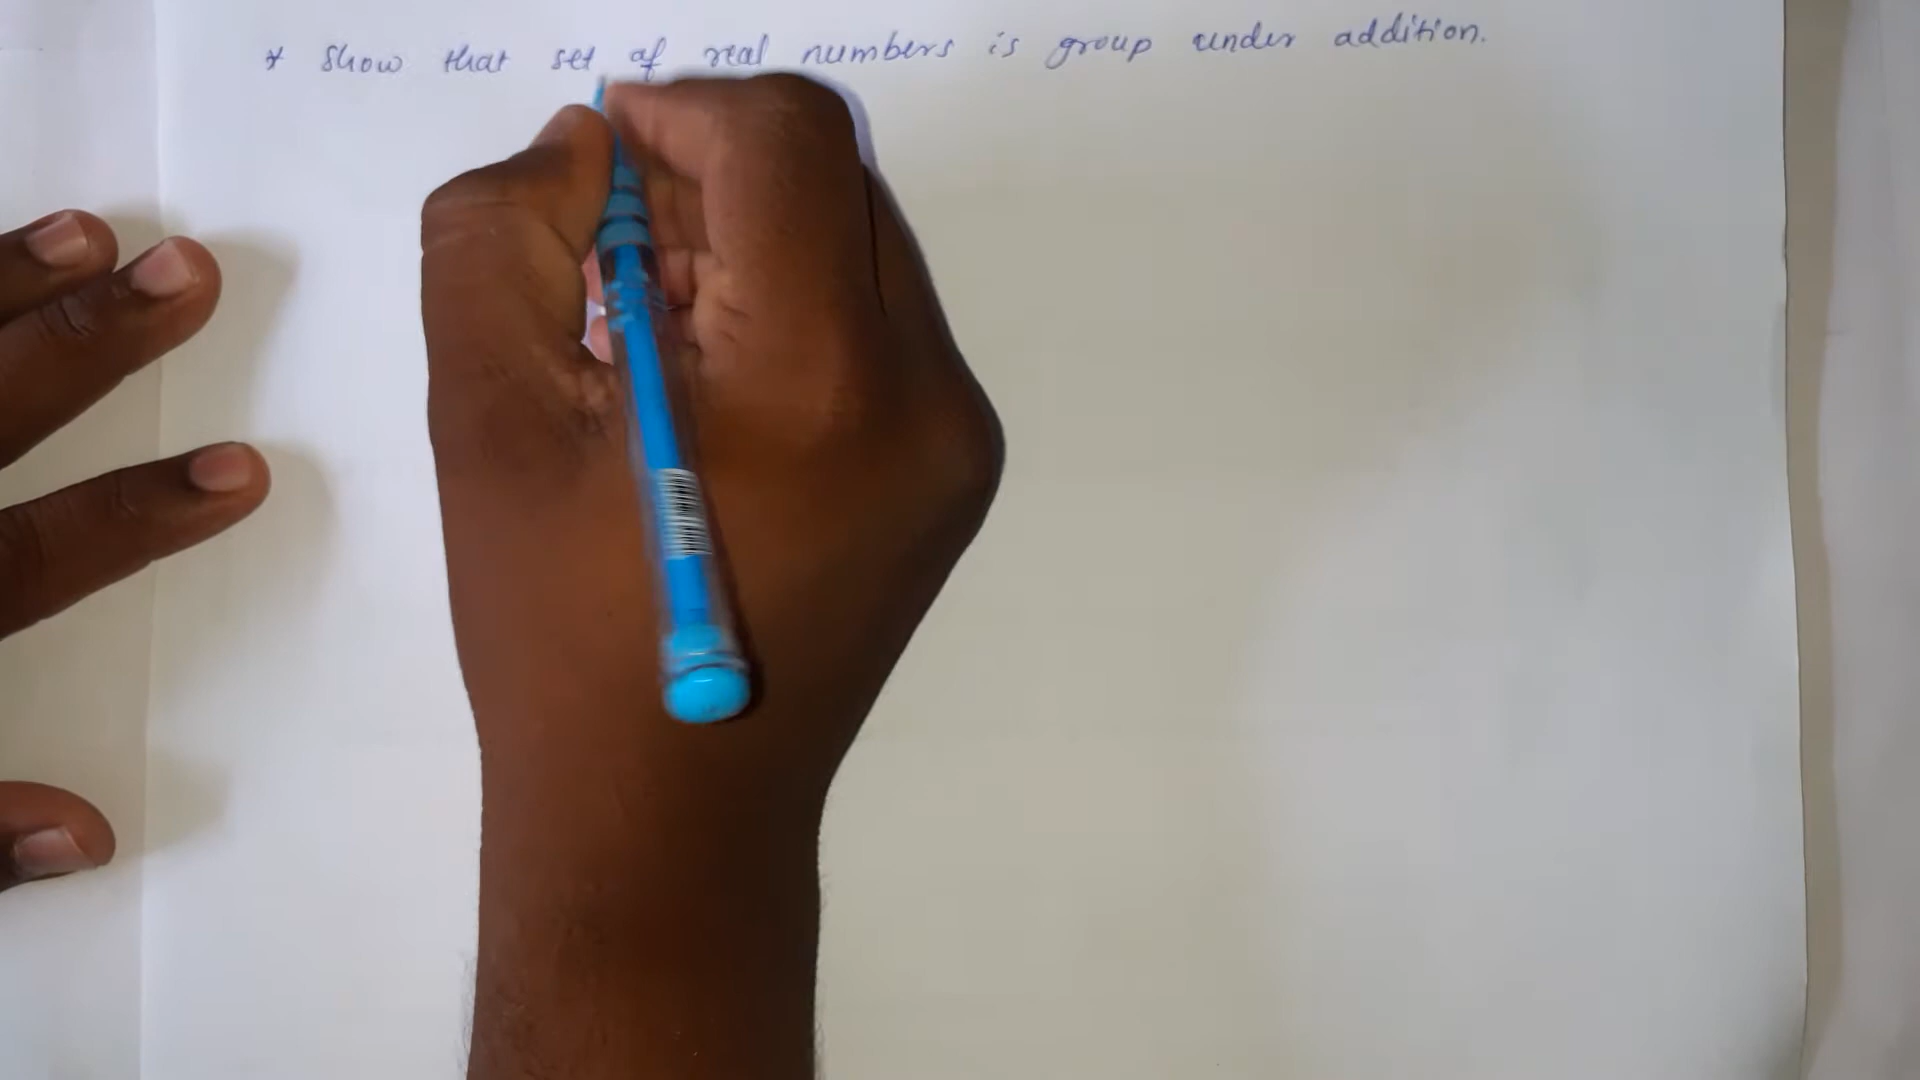 * Show that set of real numbers is group under addition.